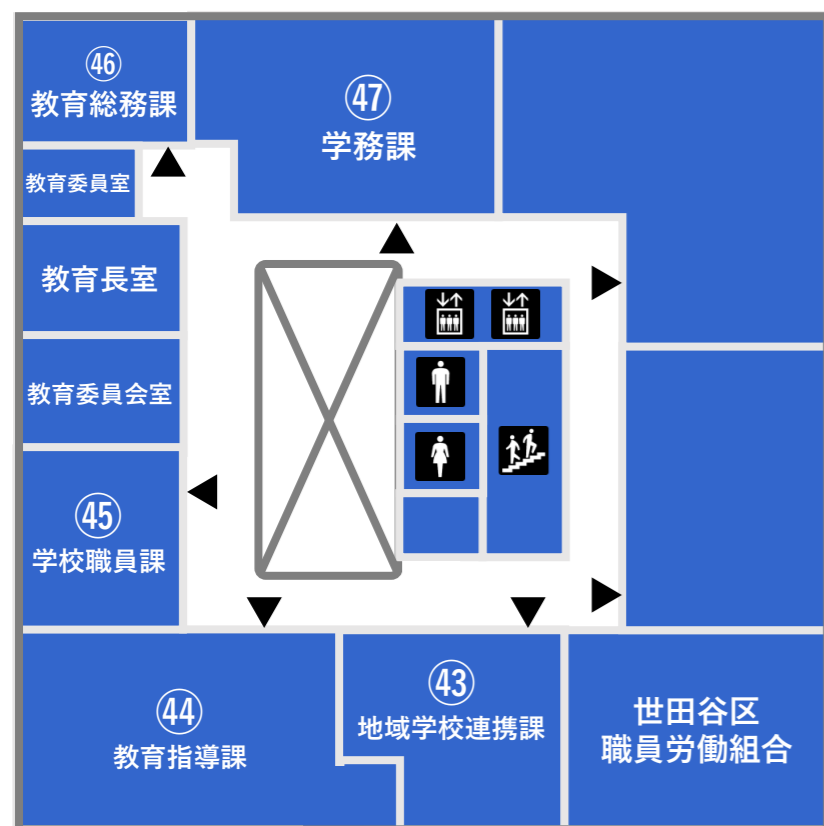 ㊻
教育総務課
㊼
学務課
教育委員室
教育長室
教育委員会室
㊺
学校職員課
㊹
教育指導課
㊸
地域学校連携課
世田谷区
職員労働組合